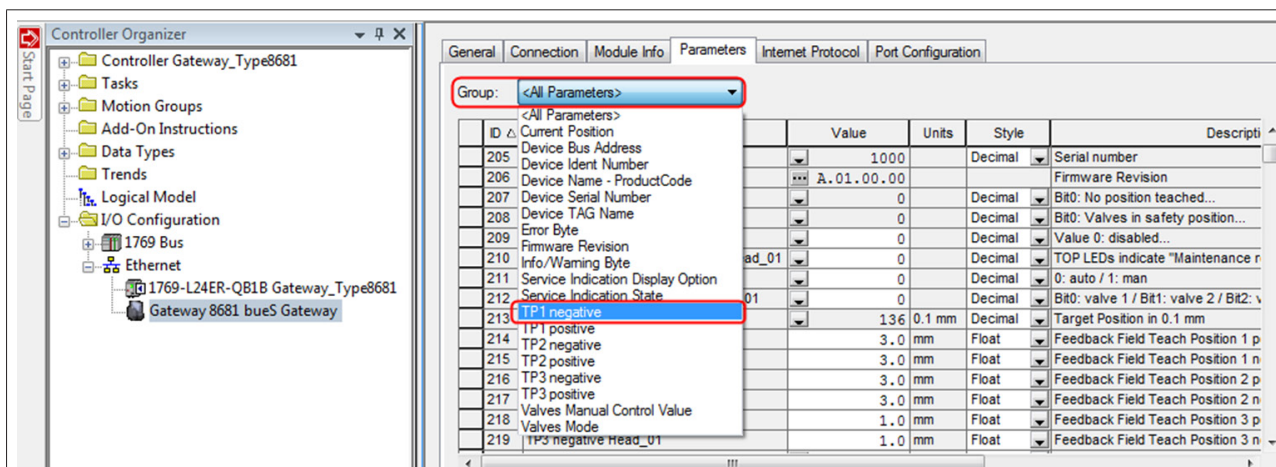 Start Page
Controller Organizer
Controller Gateway_Type8681
Tasks
Motion Groups
Add-On Instructions
Data Types
Trends
Logical Model
I/O Configuration
1769 Bus
Ethernet
1769-L24ER-QB1B Gateway_Type8681
Gateway 8681 bueS Gateway
General Connection Module Info Parameters Internet Protocol Port Configuration
Group: <All Parameters>
<All Parameters>
Current Position
Device Bus Address
Device Ident Number
Device Name - ProductCode
Device Serial Number
Device TAG Name
Error Byte
Firmware Revision
Info/Warning Byte
Service Indication Display Option
Service Indication State
TP1 negative
TP1 positive
TP2 negative
TP2 positive
TP3 negative
TP3 positive
Valves Manual Control Value
Valves Mode
ID Value Units Style Descripti
205 1000 Decimal Serial number
206 A.01.00.00 Firmware Revision
207 0 Decimal Bit0: No position teached...
208 0 Decimal Bit0: Valves in safety position...
209 0 Decimal Value 0: disabled...
210 ad_01 0 Decimal TOP LEDs indicate "Maintenance r
211 0 Decimal 0: auto / 1: man
212 01 0 Decimal Bit0: valve 1 / Bit1: valve 2 / Bit2: v
213 136 0.1 mm Decimal Target Position in 0.1 mm
214 3.0 mm Float Feedback Field Teach Position 1 p
215 3.0 mm Float Feedback Field Teach Position 1 n
216 3.0 mm Float Feedback Field Teach Position 2 p
217 3.0 mm Float Feedback Field Teach Position 2 n
218 1.0 mm Float Feedback Field Teach Position 3 p
219 TP3 negative Head_01 1.0 mm Float Feedback Field Teach Position 3 n